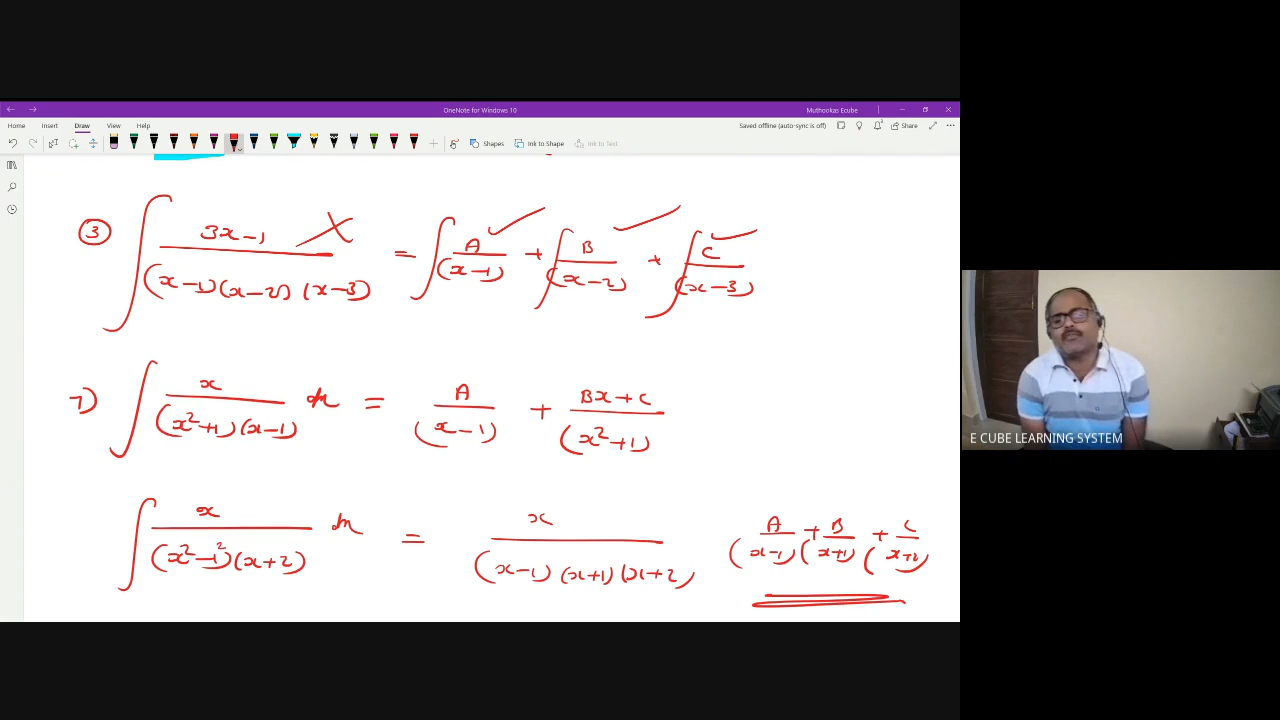 OneNote for Windows 10
Muthookas Ecube
Home Insert Draw View Help
Saved offline (auto-sync is off)
Share
Shapes
Ink to Shape
Ink to Text
③ ∫ 3x-1 / (x-1)(x-2)(x-3) = ∫ A/(x-1) + ∫ B/(x-2) + ∫ C/(x-3)
7) ∫ x / (x²+1)(x-1) dx = A/(x-1) + Bx+C/(x²+1)
∫ x / (x²-1²)(x+2) dx = x / (x-1)(x+1)(x+2) A/(x-1) + B/(x+1) + C/(x+2)
E CUBE LEARNING SYSTEM